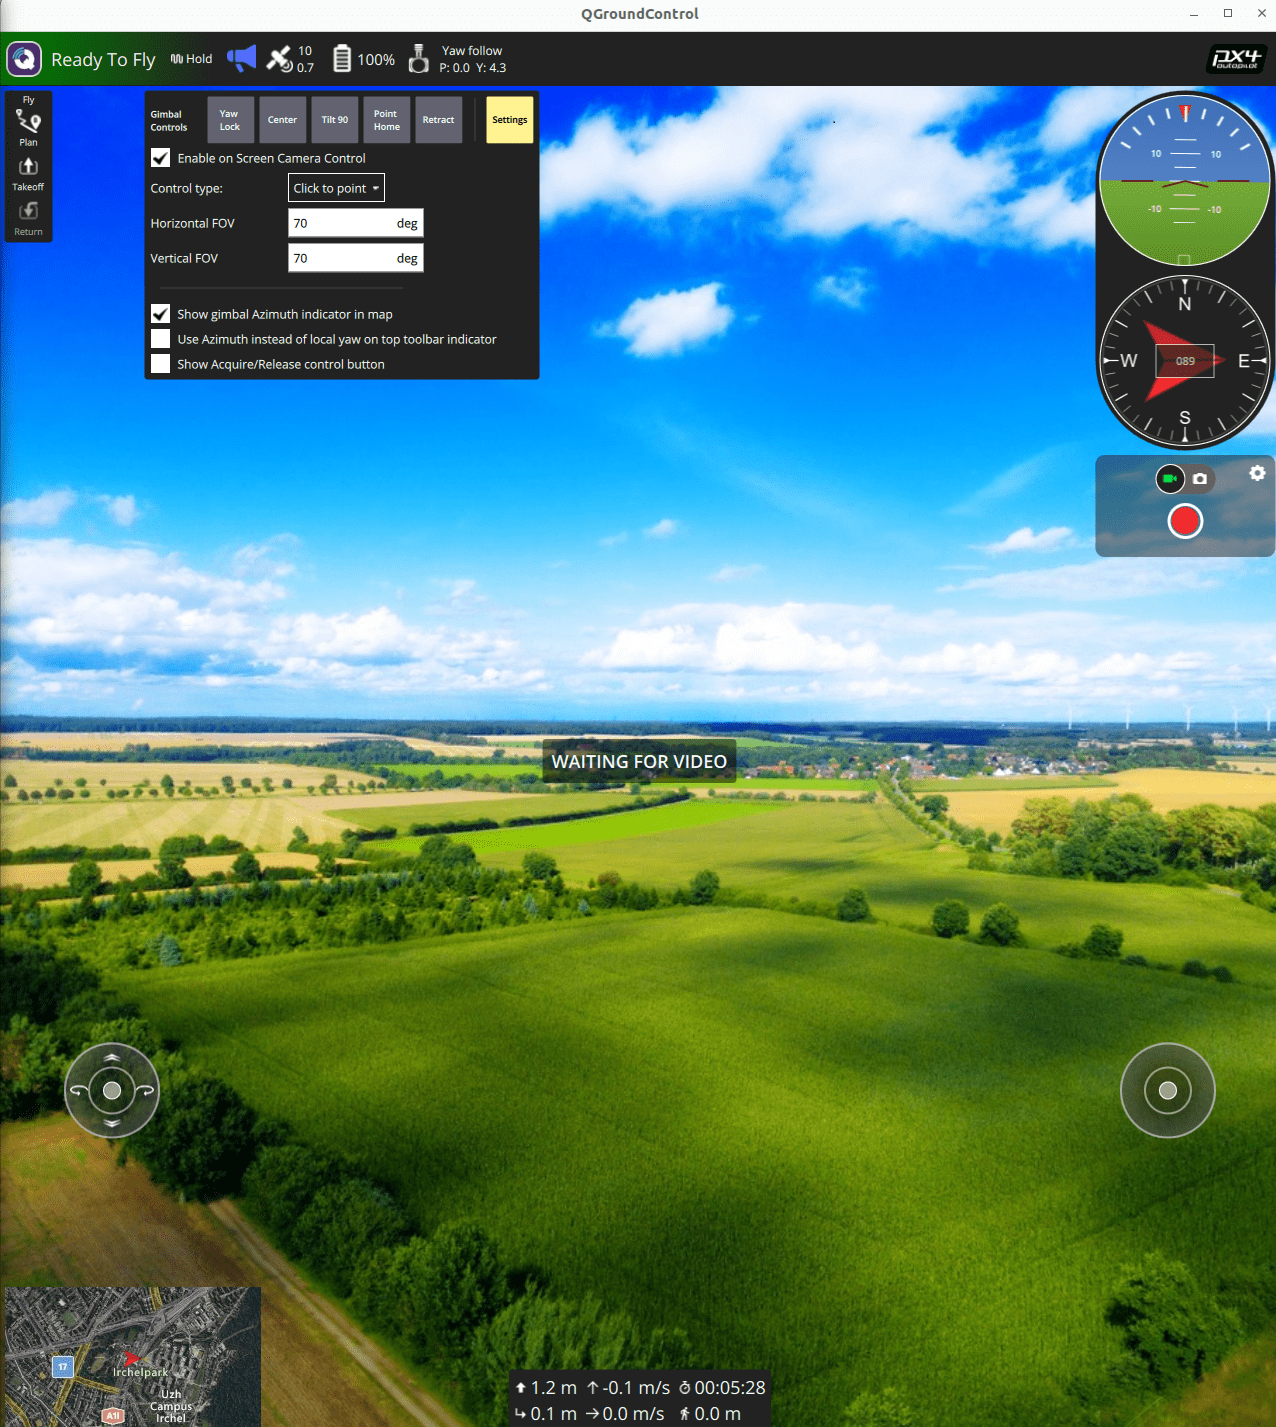 QGroundControl
Ready To Fly
Hold
10
0.7
100%
Yaw follow
P: 0.0 Y: 4.3
PX4
autopilot
Fly
Plan
Takeoff
Return
Gimbal
Controls
Yaw
Lock
Center
Tilt 90
Point
Home
Retract
Settings
Enable on Screen Camera Control
Control type:
Click to point
Horizontal FOV
70 deg
Vertical FOV
70 deg
Show gimbal Azimuth indicator in map
Use Azimuth instead of local yaw on top toolbar indicator
Show Acquire/Release control button
10 10
-10 -10
N
W 089 E
S
WAITING FOR VIDEO
17
Irchelpark
Uzh
Campus
Irchel
A1l
1.2 m -0.1 m/s 00:05:28
0.1 m 0.0 m/s 0.0 m